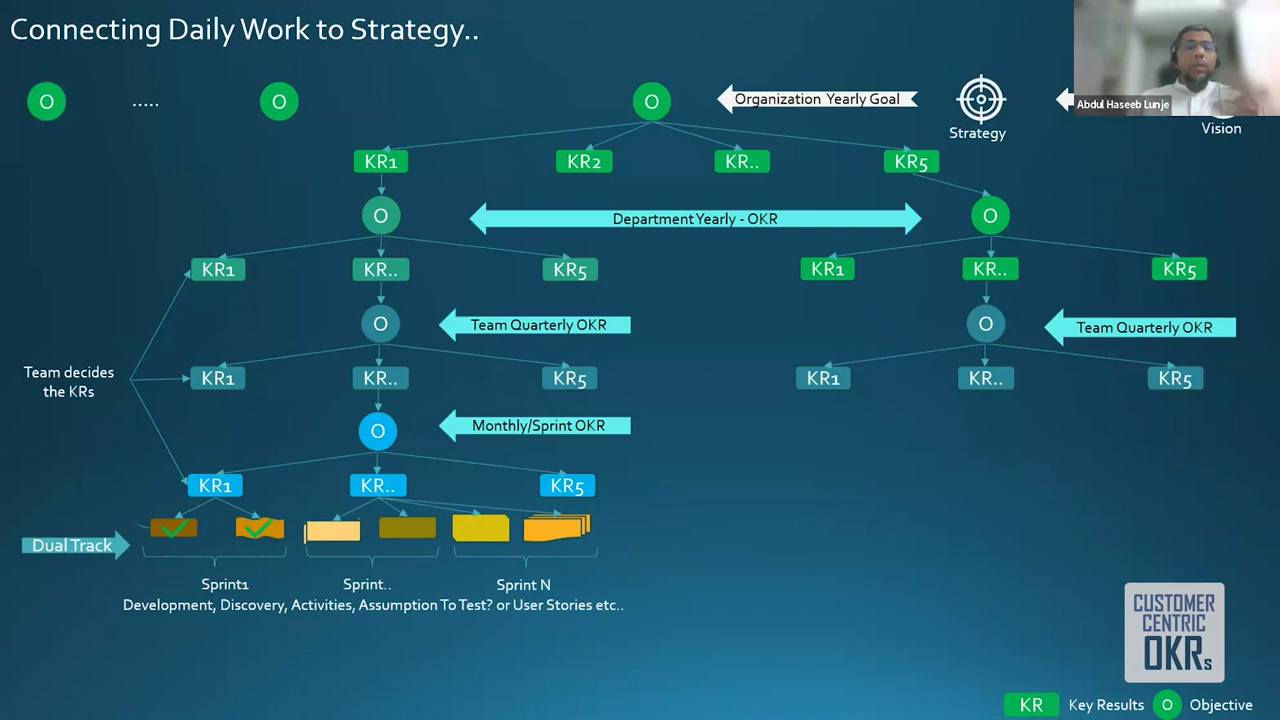 Connecting Daily Work to Strategy..
O ..... O O Organization Yearly Goal
Abdul Haseeb Lunje
Strategy
Vision
KR1 KR2 KR.. KR5
O Department Yearly - OKR O
KR1 KR.. KR5 KR1 KR.. KR5
O Team Quarterly OKR O Team Quarterly OKR
Team decides
the KRs
KR1 KR.. KR5 KR1 KR.. KR5
O Monthly/Sprint OKR
KR1 KR.. KR5
Dual Track
Sprint1 Sprint.. Sprint N
Development, Discovery, Activities, Assumption To Test? or User Stories etc..
CUSTOMER
CENTRIC
OKRs
KR Key Results O Objective